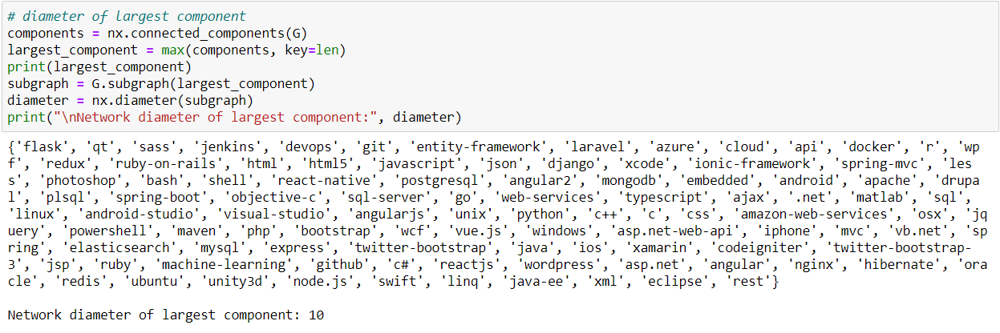 # diameter of largest component
components = nx.connected_components(G)
largest_component = max(components, key=len)
print(largest_component)
subgraph = G.subgraph(largest_component)
diameter = nx.diameter(subgraph)
print("\nNetwork diameter of largest component:", diameter)
{'flask', 'qt', 'sass', 'jenkins', 'devops', 'git', 'entity-framework', 'laravel', 'azure', 'cloud', 'api', 'docker', 'r', 'wp
f', 'redux', 'ruby-on-rails', 'html', 'html5', 'javascript', 'json', 'django', 'xcode', 'ionic-framework', 'spring-mvc', 'les
s', 'photoshop', 'bash', 'shell', 'react-native', 'postgresql', 'angular2', 'mongodb', 'embedded', 'android', 'apache', 'drupa
l', 'plsql', 'spring-boot', 'objective-c', 'sql-server', 'go', 'web-services', 'typescript', 'ajax', '.net', 'matlab', 'sql',
'linux', 'android-studio', 'visual-studio', 'angularjs', 'unix', 'python', 'c++', 'c', 'css', 'amazon-web-services', 'osx', 'jq
uery', 'powershell', 'maven', 'php', 'bootstrap', 'wcf', 'vue.js', 'windows', 'asp.net-web-api', 'iphone', 'mvc', 'vb.net', 'sp
ring', 'elasticsearch', 'mysql', 'express', 'twitter-bootstrap', 'java', 'ios', 'xamarin', 'codeigniter', 'twitter-bootstrap-
3', 'jsp', 'ruby', 'machine-learning', 'github', 'c#', 'reactjs', 'wordpress', 'asp.net', 'angular', 'nginx', 'hibernate', 'ora
cle', 'redis', 'ubuntu', 'unity3d', 'node.js', 'swift', 'linq', 'java-ee', 'xml', 'eclipse', 'rest'}
Network diameter of largest component: 10